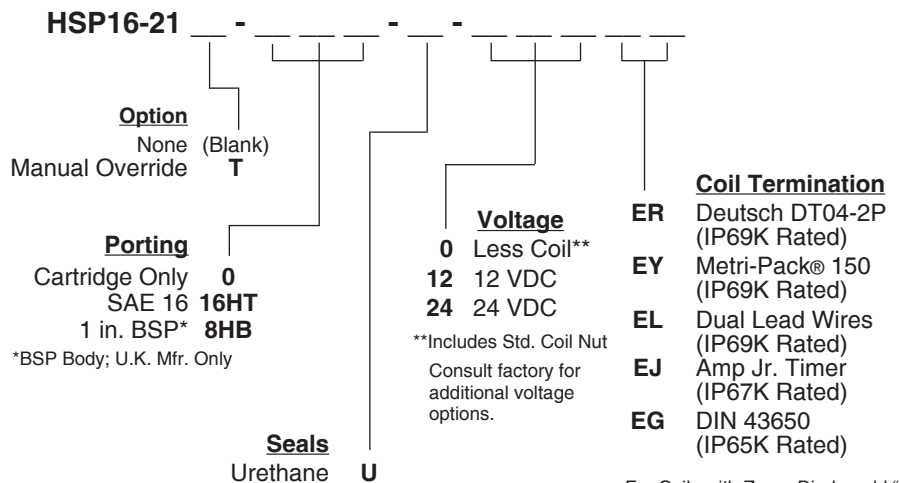 HSP16-21 __ - __ __ __ - __ - __ __ __ __ __
Option
None (Blank)
Manual Override T
Porting
Cartridge Only 0
SAE 16 16HT
1 in. BSP* 8HB
*BSP Body; U.K. Mfr. Only
Seals
Urethane U
Voltage
0 Less Coil**
12 12 VDC
24 24 VDC
**Includes Std. Coil Nut
Consult factory for
additional voltage
options.
Coil Termination
ER Deutsch DT04-2P
(IP69K Rated)
EY Metri-Pack® 150
(IP69K Rated)
EL Dual Lead Wires
(IP69K Rated)
EJ Amp Jr. Timer
(IP67K Rated)
EG DIN 43650
(IP65K Rated)